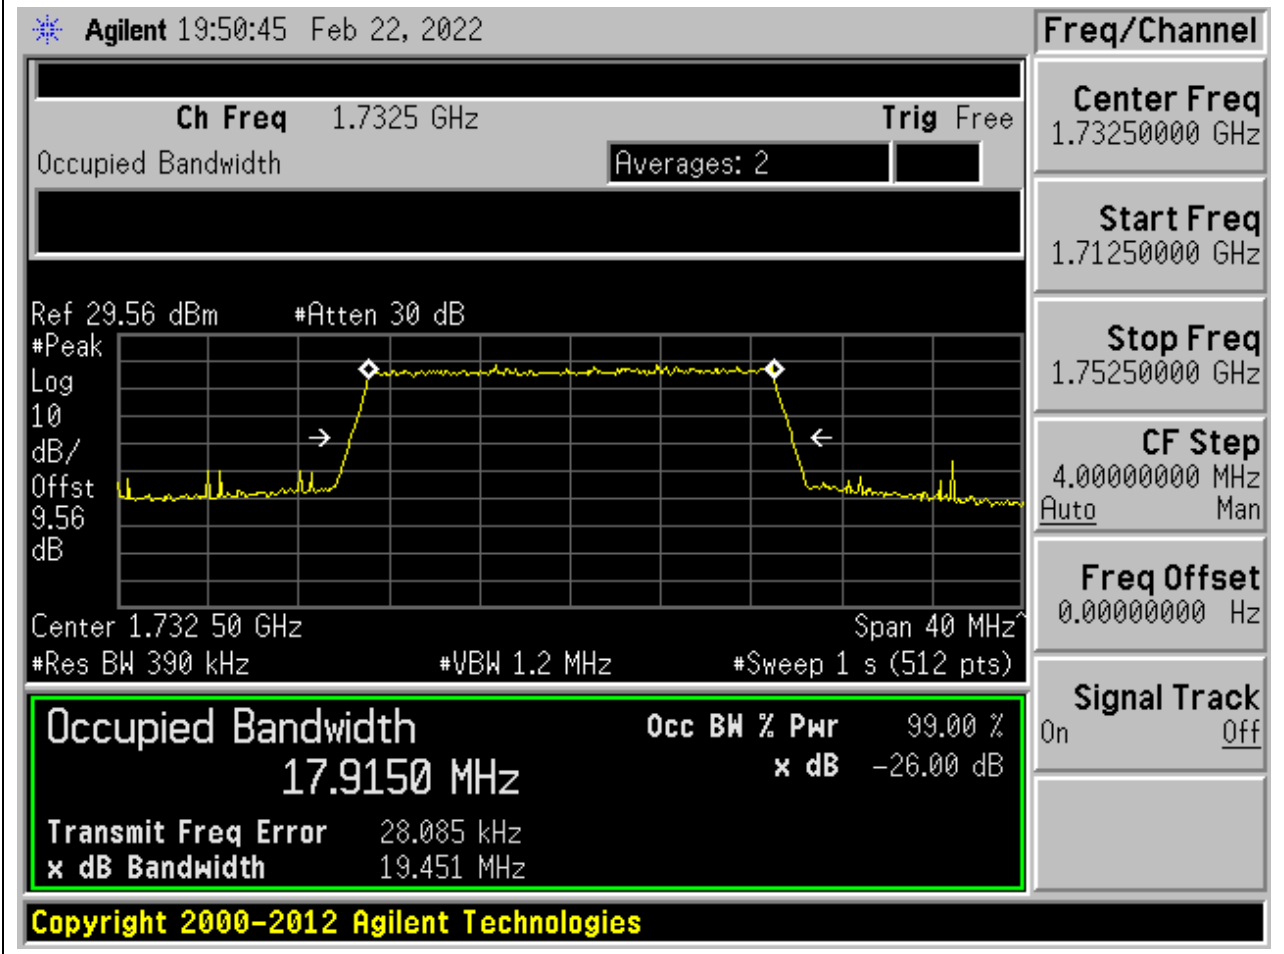 Agilent 19:50:45 Feb 22, 2022
Freq/Channel
Ch Freq 1.7325 GHz Trig Free
Occupied Bandwidth Averages: 2
Center Freq
1.73250000 GHz
Start Freq
1.71250000 GHz
Stop Freq
1.75250000 GHz
CF Step
4.00000000 MHz
Auto Man
Freq Offset
0.00000000 Hz
Signal Track
On Off
Ref 29.56 dBm #Atten 30 dB
#Peak
Log
10
dB/
Offst
9.56
dB
Center 1.732 50 GHz Span 40 MHz^
#Res BW 390 kHz #VBW 1.2 MHz #Sweep 1 s (512 pts)
Occupied Bandwidth Occ BW % Pwr 99.00 %
17.9150 MHz x dB -26.00 dB
Transmit Freq Error 28.085 kHz
x dB Bandwidth 19.451 MHz
Copyright 2000-2012 Agilent Technologies